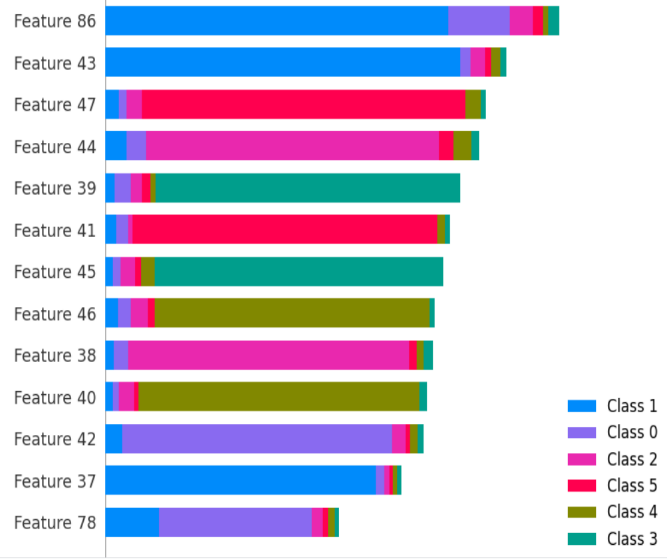 Feature 86
Feature 43
Feature 47
Feature 44
Feature 39
Feature 41
Feature 45
Feature 46
Feature 38
Feature 40
Feature 42
Feature 37
Feature 78
Class 1
Class 0
Class 2
Class 5
Class 4
Class 3